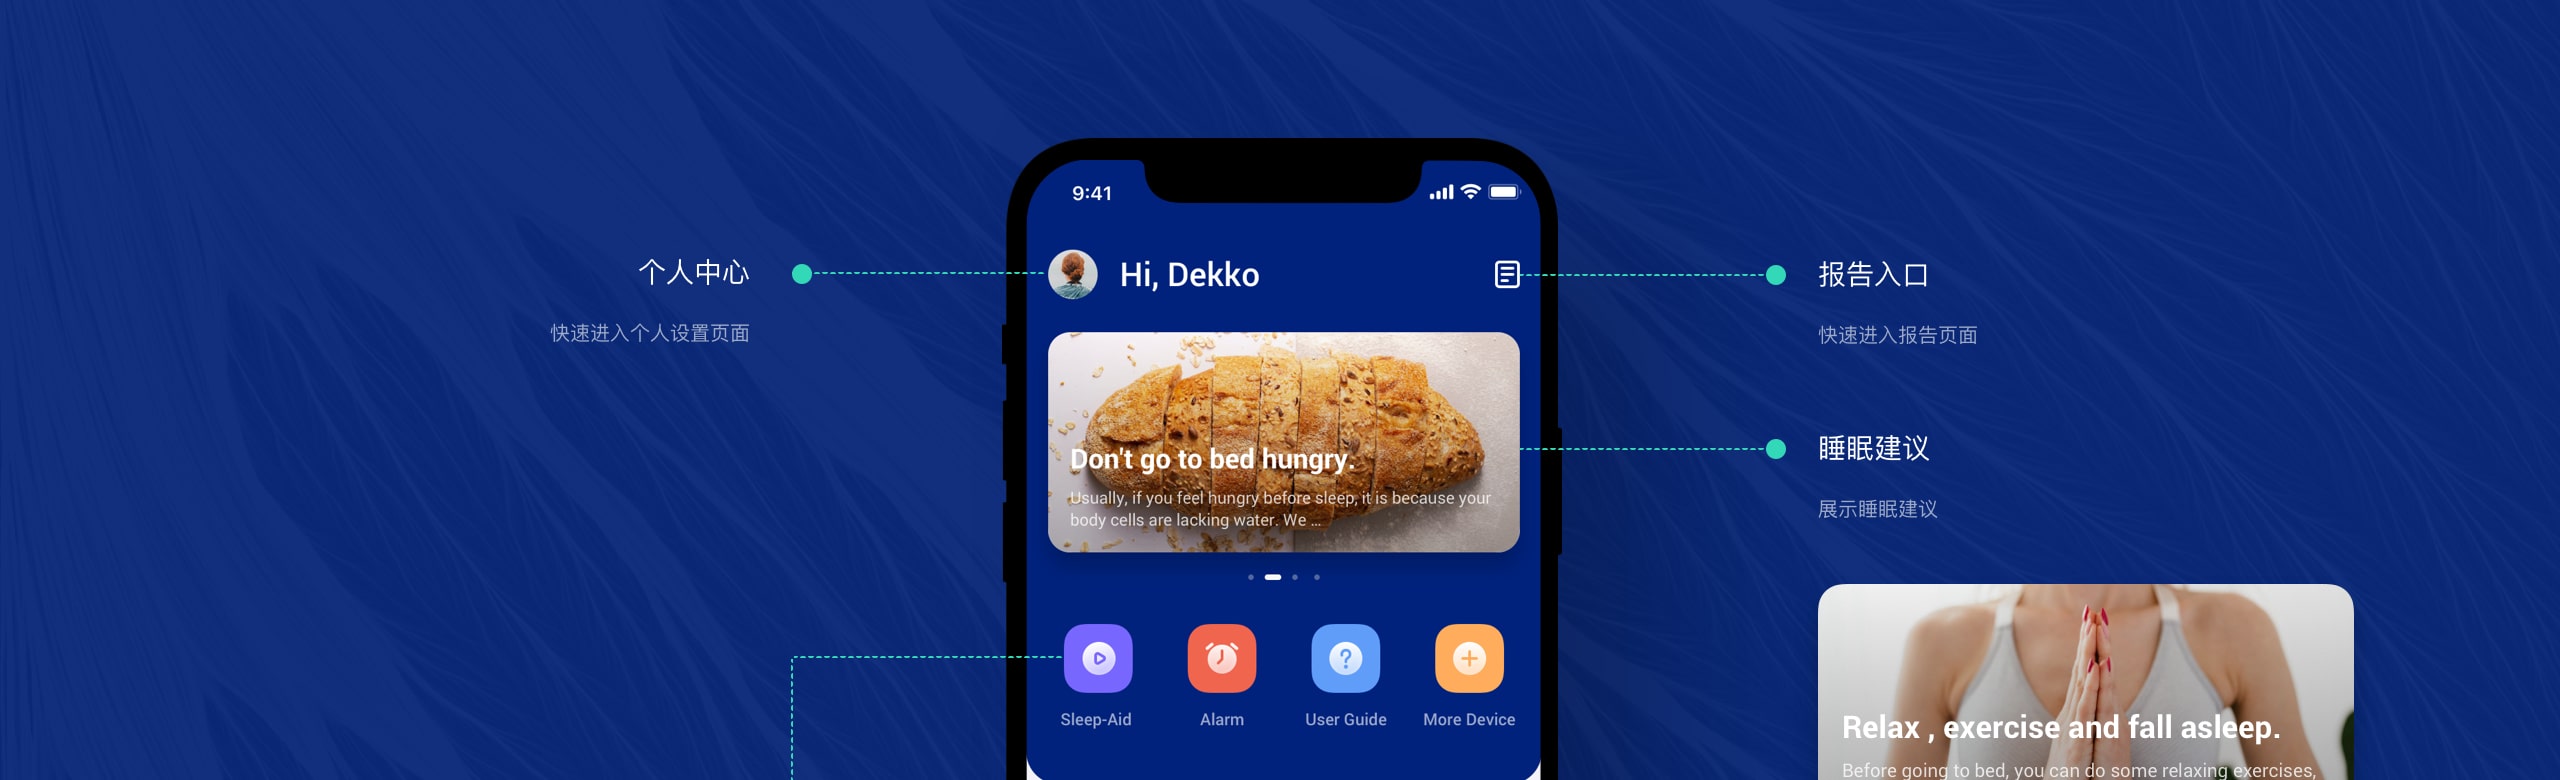 9:41
个人中心
快速进入个人设置页面
Hi, Dekko
报告入口
快速进入报告页面
Don't go to bed hungry.
Usually, if you feel hungry before sleep, it is because your
body cells are lacking water. We ...
睡眠建议
展示睡眠建议
Sleep-Aid
Alarm
User Guide
More Device
Relax , exercise and fall asleep.
Before going to bed, you can do some relaxing exercises,